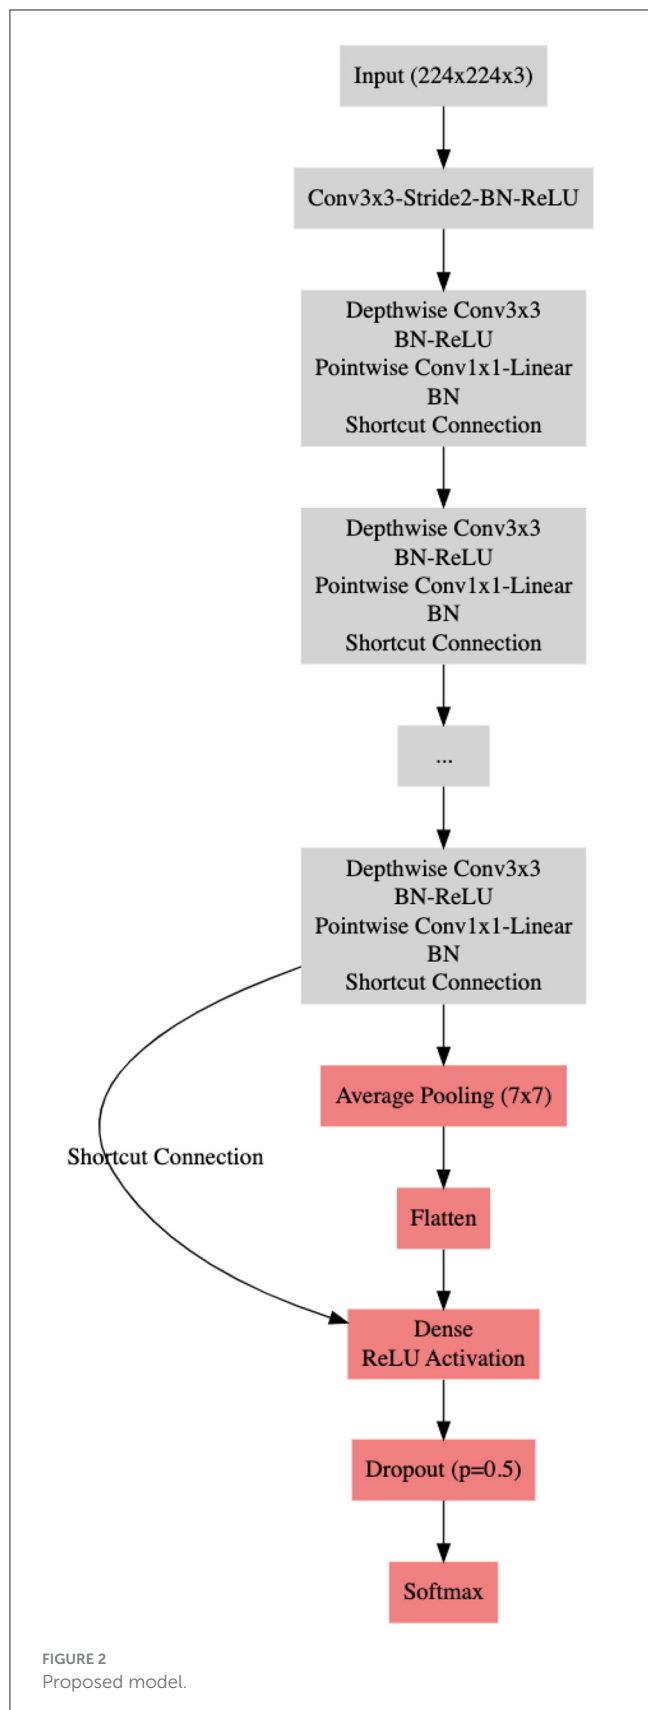 Input (224x224x3)
Conv3x3-Stride2-BN-ReLU
Depthwise Conv3x3
BN-ReLU
Pointwise Conv1x1-Linear
BN
Shortcut Connection
Depthwise Conv3x3
BN-ReLU
Pointwise Conv1x1-Linear
BN
Shortcut Connection
...
Depthwise Conv3x3
BN-ReLU
Pointwise Conv1x1-Linear
BN
Shortcut Connection
Average Pooling (7x7)
Shortcut Connection
Flatten
Dense
ReLU Activation
Dropout (p=0.5)
Softmax
FIGURE 2
Proposed model.